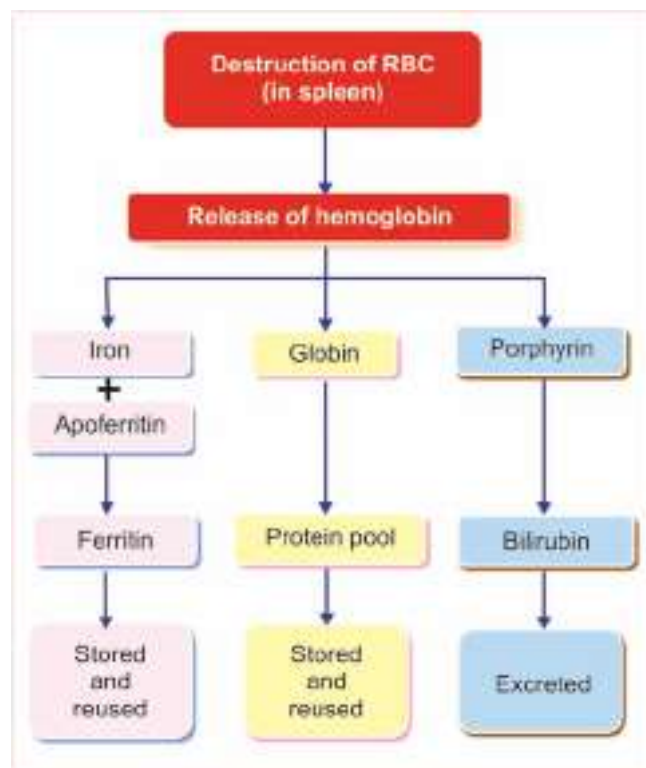 Destruction of RBC
(in spleen)
Release of hemoglobin
Iron
+
Apoferritin
Ferritin
Stored
and
reused
Globin
Protein pool
Stored
and
reused
Porphyrin
Bilirubin
Excreted